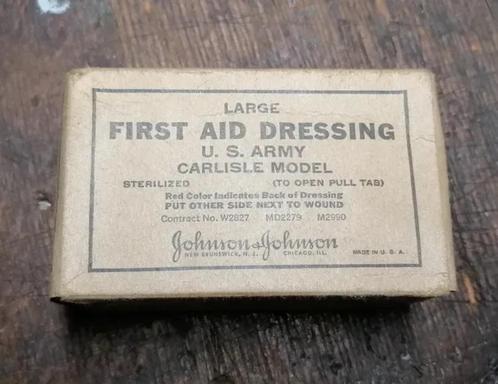 LARGE
FIRST AID DRESSING
U. S. ARMY
CARLISLE MODEL
STERILIZED (TO OPEN PULL TAB)
Red Color Indicates Back of Dressing
PUT OTHER SIDE NEXT TO WOUND
Contract No. W2827 MD2279 M2990
Johnson & Johnson
NEW BRUNSWICK, N. J. CHICAGO, ILL. MADE IN U. S. A.